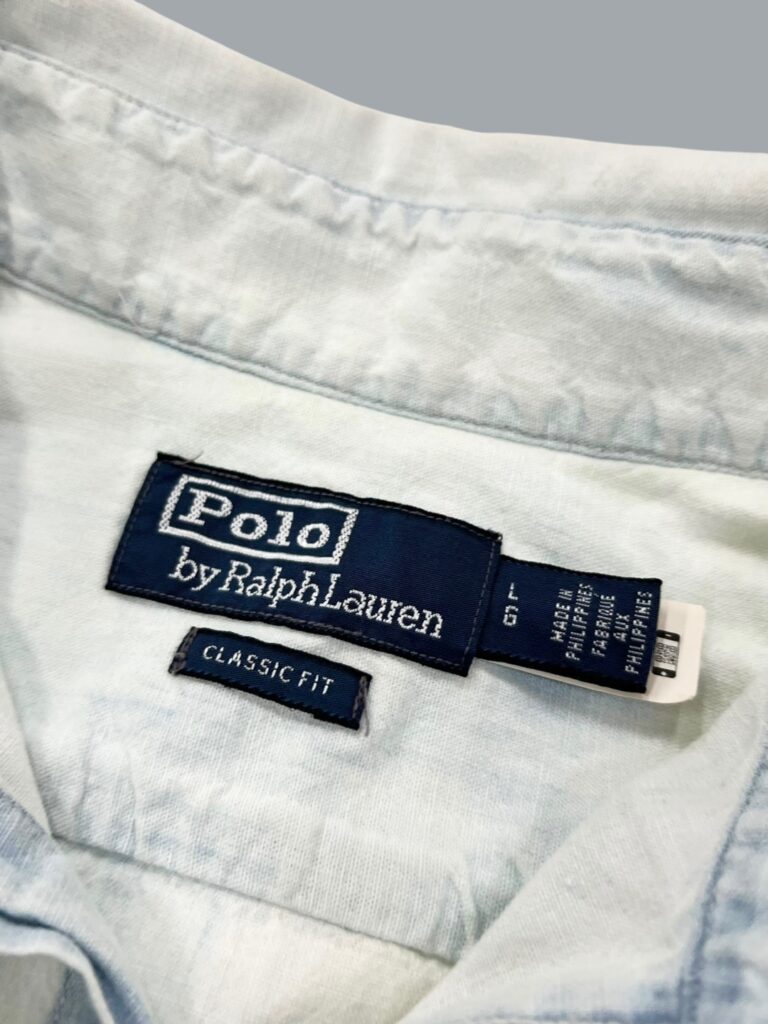 Polo
by Ralph Lauren
L
G
MADE IN
PHILIPPINES
FABRIQUE
AUX
PHILIPPINES
CLASSIC FIT